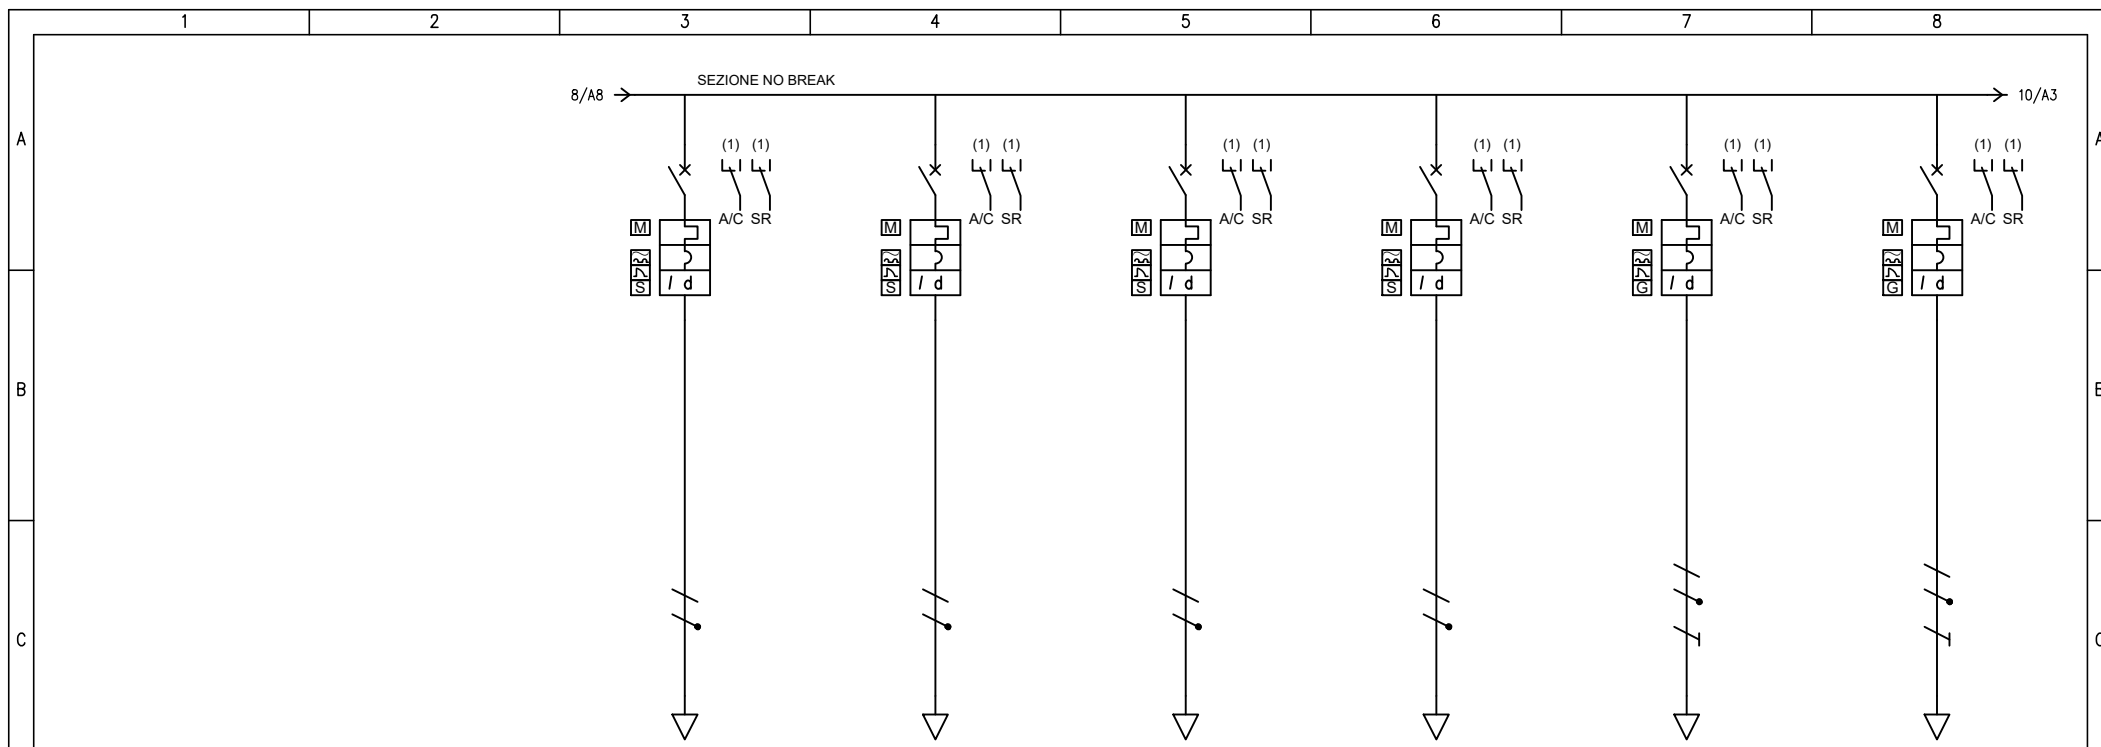 1 2 3 4 5 6 7 8
SEZIONE NO BREAK
8/A8 10/A3
A A
(1) (1) (1) (1) (1) (1) (1) (1) (1) (1) (1) (1)
A/C SR A/C SR A/C SR A/C SR A/C SR A/C SR
M M M M M M
I d I d I d I d I d I d
S S S S G G
B B
C C